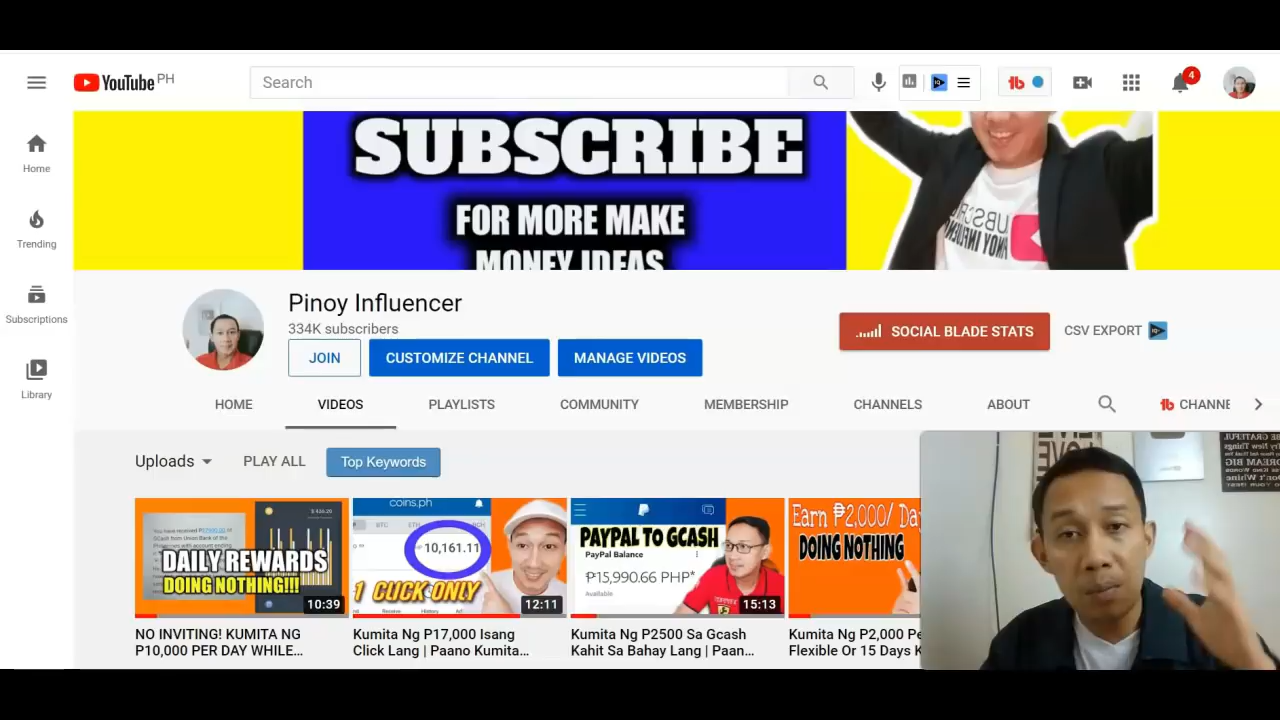 YouTube PH
Search
4
Home
Trending
Subscriptions
Library
SUBSCRIBE
FOR MORE MAKE
MONEY IDEAS
Pinoy Influencer
334K subscribers
JOIN
CUSTOMIZE CHANNEL
MANAGE VIDEOS
SOCIAL BLADE STATS
CSV EXPORT
HOME
VIDEOS
PLAYLISTS
COMMUNITY
MEMBERSHIP
CHANNELS
ABOUT
CHANNE
Uploads
PLAY ALL
Top Keywords
DAILY REWARDS
DOING NOTHING!!!
10:39
coins.ph
10,161.11
1 CLICK ONLY
12:11
PAYPAL TO GCASH
PayPal Balance
₱15,990.66 PHP*
Available
15:13
Earn ₱2,000/ Da
DOING NOTHING
NO INVITING! KUMITA NG
P10,000 PER DAY WHILE...
Kumita Ng P17,000 Isang
Click Lang | Paano Kumita...
Kumita Ng P2500 Sa Gcash
Kahit Sa Bahay Lang | Paan...
Kumita Ng P2,000 Pe
Flexible Or 15 Days K